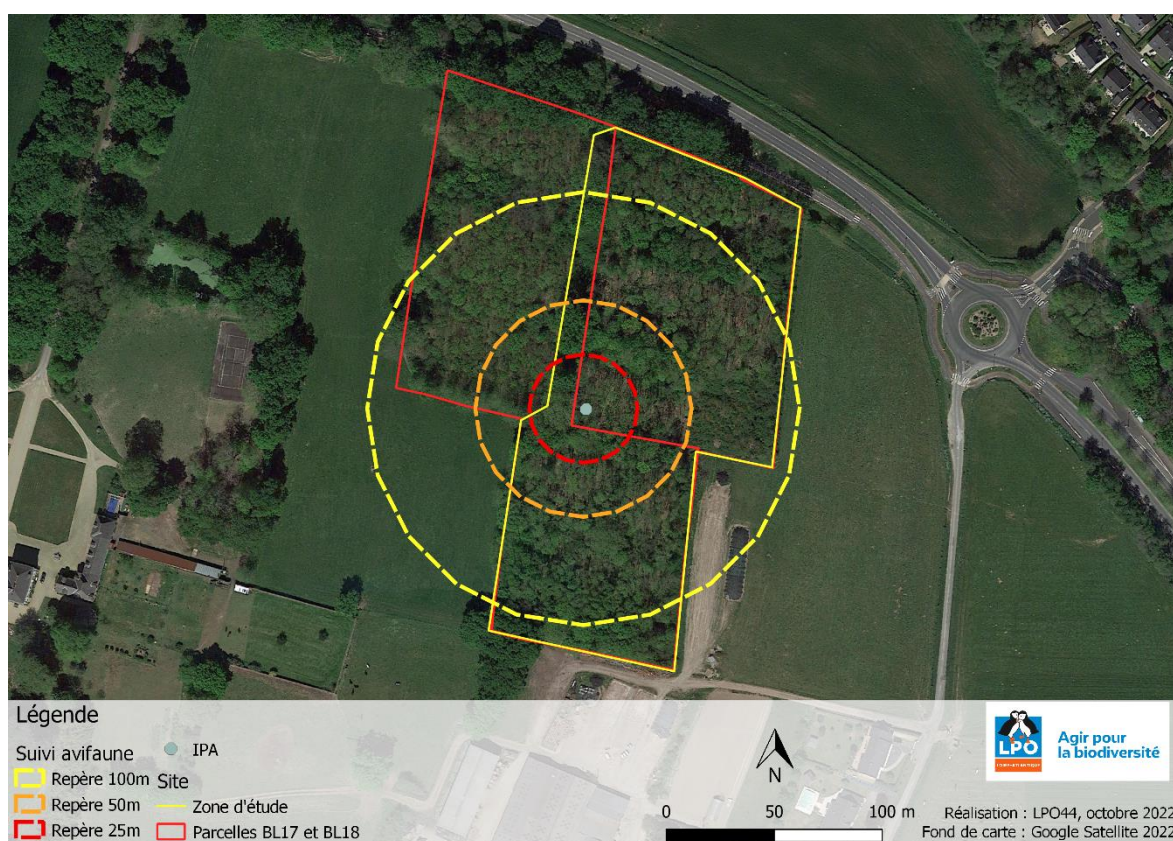 Légende
Suivi avifaune
Repère 100m
Repère 50m
Repère 25m
IPA
Site
Zone d'étude
Parcelles BL17 et BL18
N
0 50 100 m
LPO
Agir pour
la biodiversité
Réalisation : LPO44, octobre 2022
Fond de carte : Google Satellite 2022